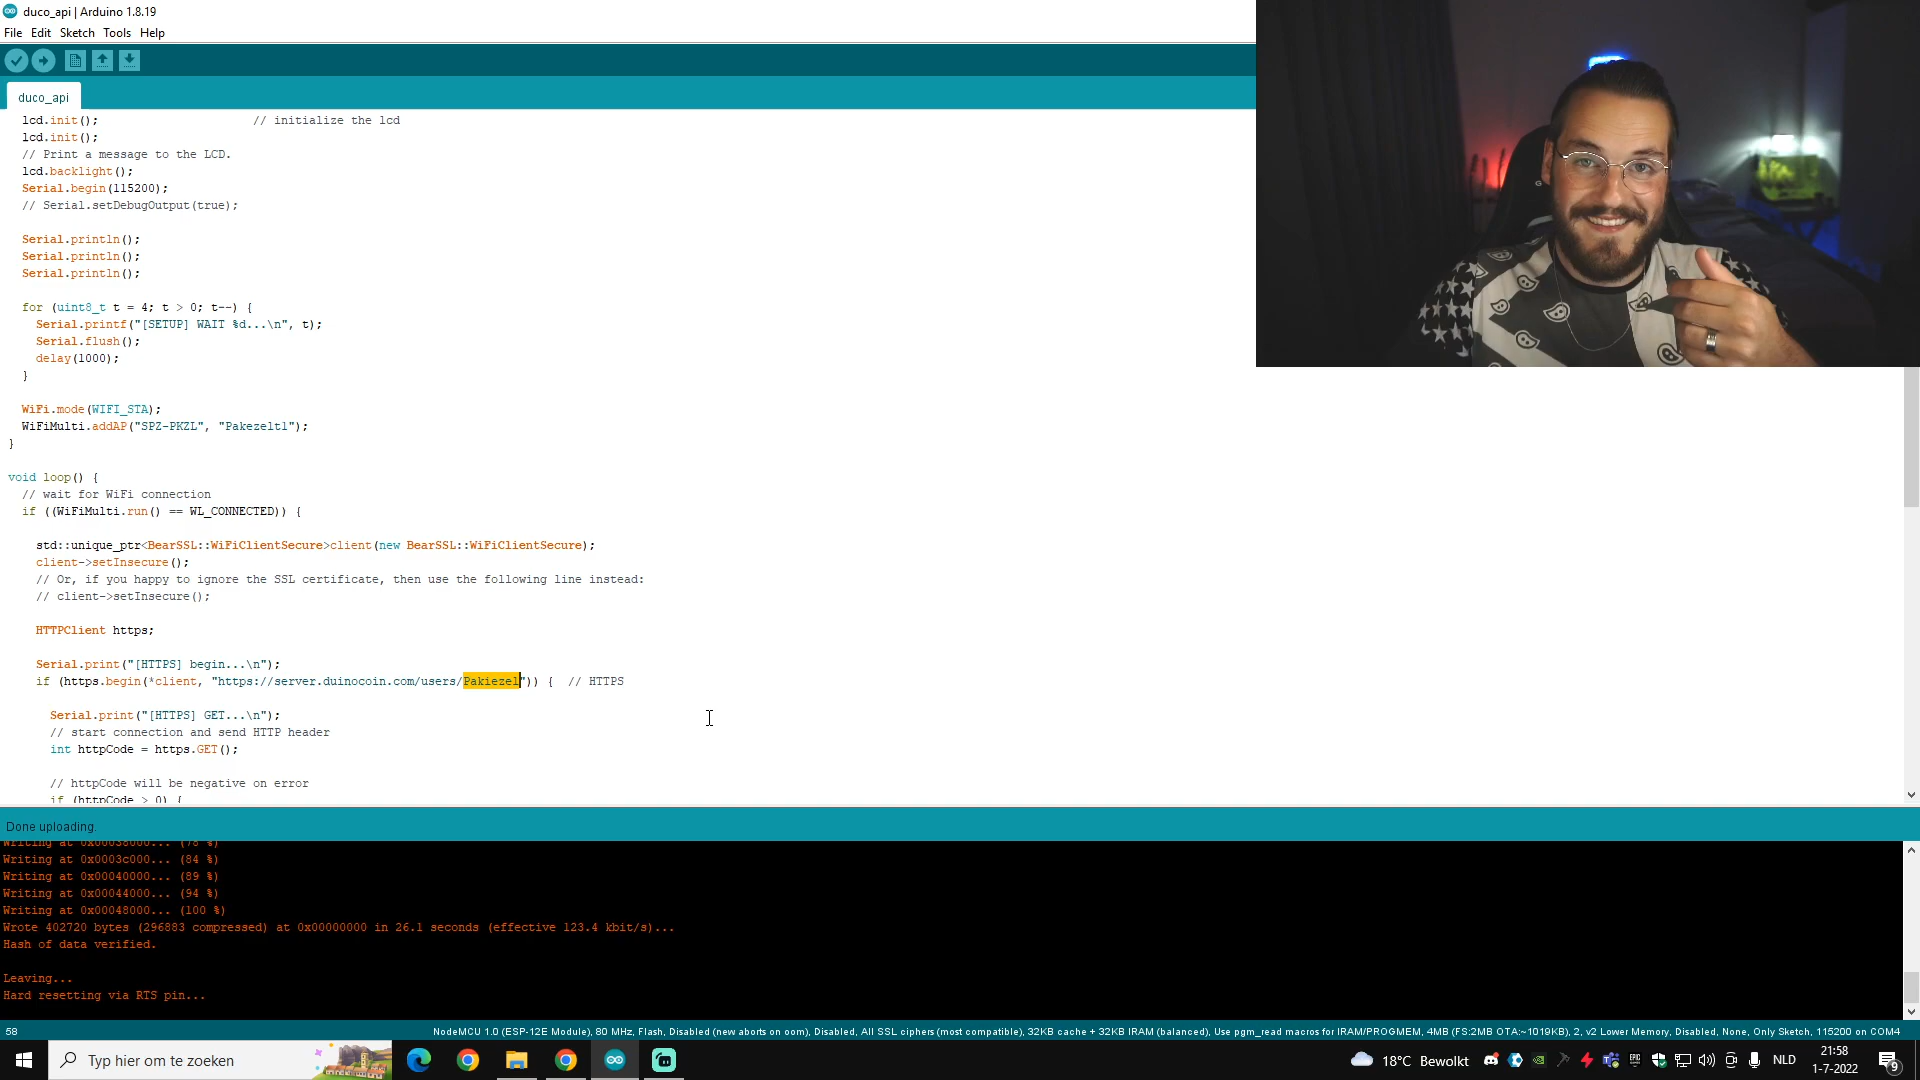 duco_api | Arduino 1.8.19
File Edit Sketch Tools Help
duco_api
lcd.init(); // initialize the lcd
lcd.init();
// Print a message to the LCD.
lcd.backlight();
Serial.begin(115200);
// Serial.setDebugOutput(true);
Serial.println();
Serial.println();
Serial.println();
for (uint8_t t = 4; t > 0; t--) {
Serial.printf("[SETUP] WAIT %d...\n", t);
Serial.flush();
delay(1000);
}
WiFi.mode(WIFI_STA);
WiFiMulti.addAP("SPZ-PKZL", "Pakezelt1");
}
void loop() {
// wait for WiFi connection
if ((WiFiMulti.run() == WL_CONNECTED)) {
std::unique_ptr<BearSSL::WiFiClientSecure>client(new BearSSL::WiFiClientSecure);
client->setInsecure();
// Or, if you happy to ignore the SSL certificate, then use the following line instead:
// client->setInsecure();
HTTPClient https;
Serial.print("[HTTPS] begin...\n");
if (https.begin(*client, "https://server.duinocoin.com/users/Pakiezel")) { // HTTPS
Serial.print("[HTTPS] GET...\n");
// start connection and send HTTP header
int httpCode = https.GET();
// httpCode will be negative on error
if (httpCode > 0) {
Done uploading.
Writing at 0x00038000... (78 %)
Writing at 0x0003c000... (84 %)
Writing at 0x00040000... (89 %)
Writing at 0x00044000... (94 %)
Writing at 0x00048000... (100 %)
Wrote 402720 bytes (296883 compressed) at 0x00000000 in 26.1 seconds (effective 123.4 kbit/s)...
Hash of data verified.
Leaving...
Hard resetting via RTS pin...
58 NodeMCU 1.0 (ESP-12E Module), 80 MHz, Flash, Disabled (new aborts on oom), Disabled, All SSL ciphers (most compatible), 32KB cache + 32KB IRAM (balanced), Use pgm_read macros for IRAM/PROGMEM, 4MB (FS:2MB OTA:~1019KB), 2, v2 Lower Memory, Disabled, None, Only Sketch, 115200 on COM4
Typ hier om te zoeken
18°C Bewolkt
NLD
21:58
1-7-2022
9